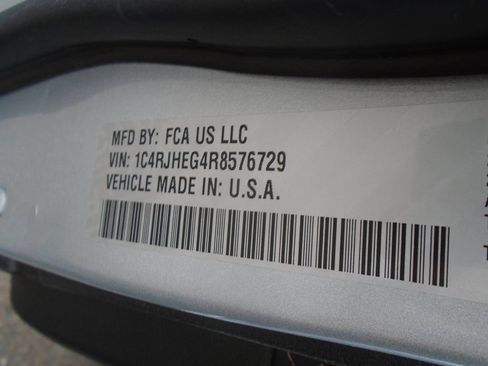 MFD BY: FCA US LLC
VIN: 1C4RJHEG4R8576729
VEHICLE MADE IN: U.S.A.